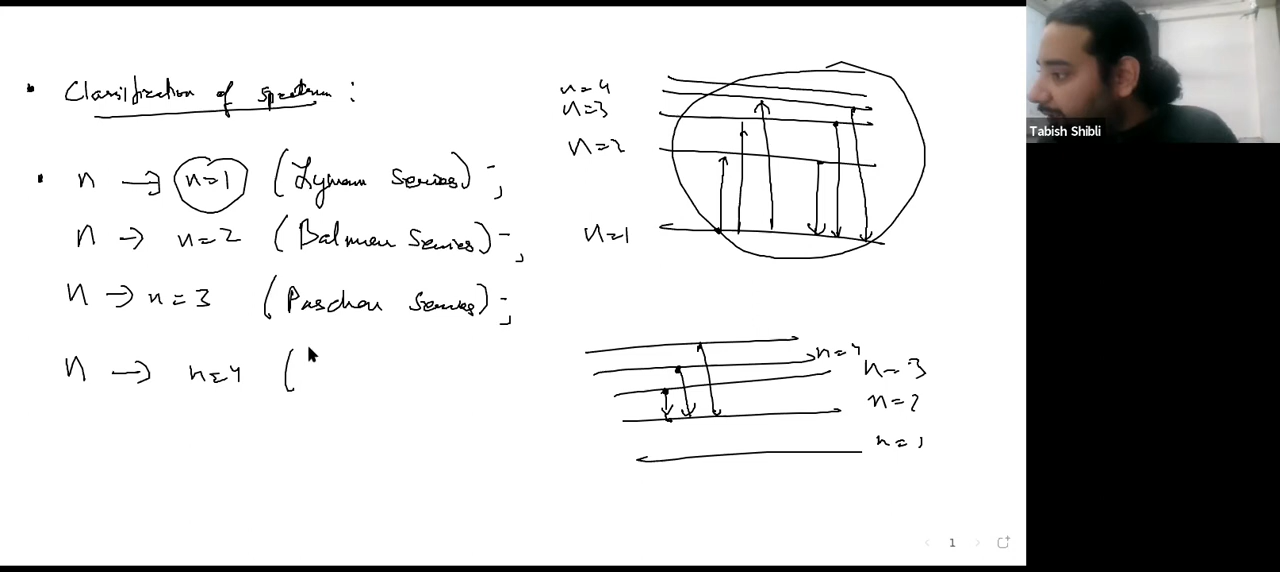 • Classification of spectrum :
• n → n=1 (Lyman Series) ;
n → n=2 (Balmer Series) ;
n → n=3 (Paschen Series) ;
n → n=4 (
n=4
n=3
n=2
n=1
n=4
n=3
n=2
n=1
Tabish Shibli
1